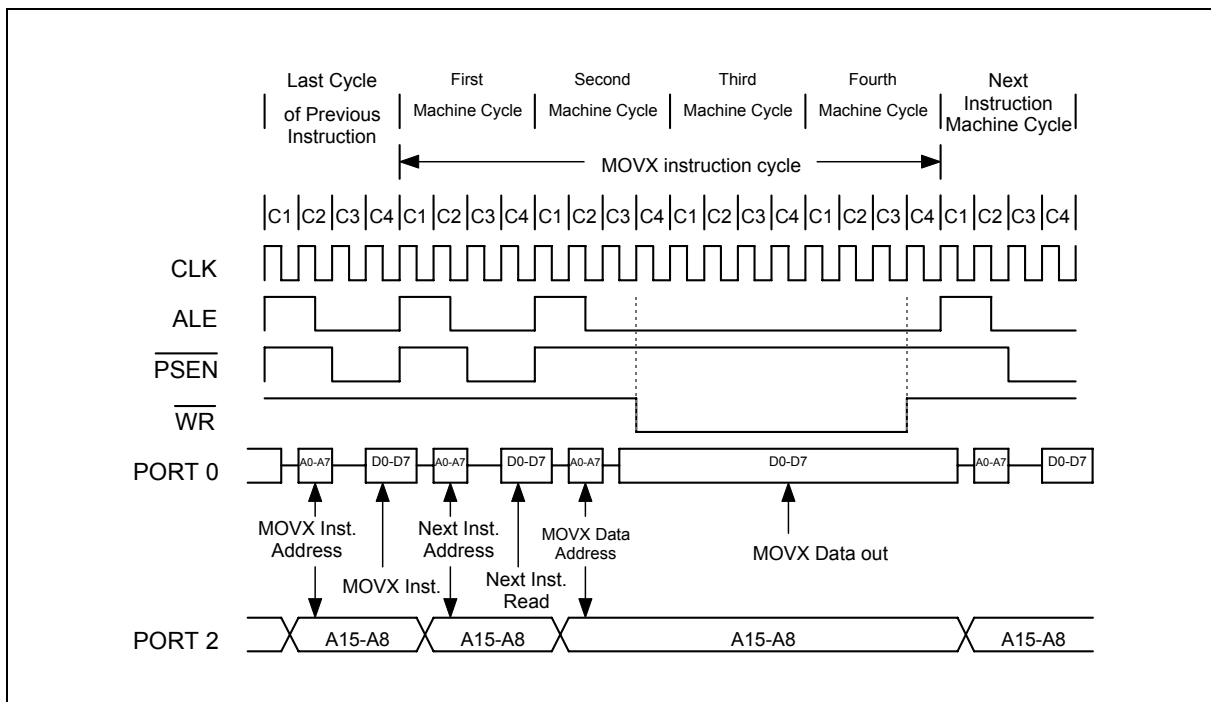 Last Cycle
of Previous
Instruction
First
Machine Cycle
Second
Machine Cycle
Third
Machine Cycle
Fourth
Machine Cycle
Next
Instruction
Machine Cycle
MOVX instruction cycle
C1 C2 C3 C4 C1 C2 C3 C4 C1 C2 C3 C4 C1 C2 C3 C4 C1 C2 C3 C4 C1 C2 C3 C4
CLK
ALE
PSEN
WR
PORT 0
A0-A7 D0-D7 A0-A7 D0-D7 A0-A7 D0-D7 A0-A7 D0-D7
MOVX Inst.
Address
MOVX Inst.
Next Inst.
Address
Next Inst.
Read
MOVX Data
Address
MOVX Data out
PORT 2
A15-A8 A15-A8 A15-A8 A15-A8